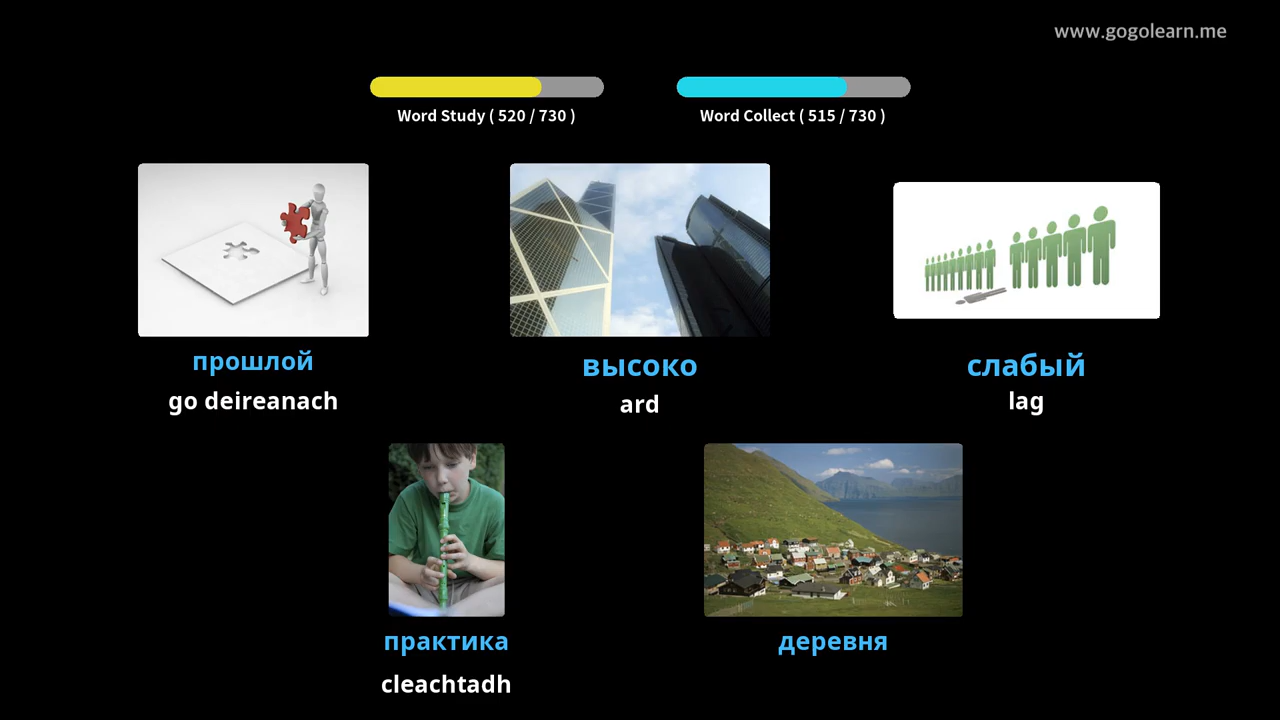 www.gogolearn.me
Word Study ( 520 / 730 )
Word Collect ( 515 / 730 )
прошлой
go deireanach
высоко
ard
слабый
lag
практика
cleachtadh
деревня